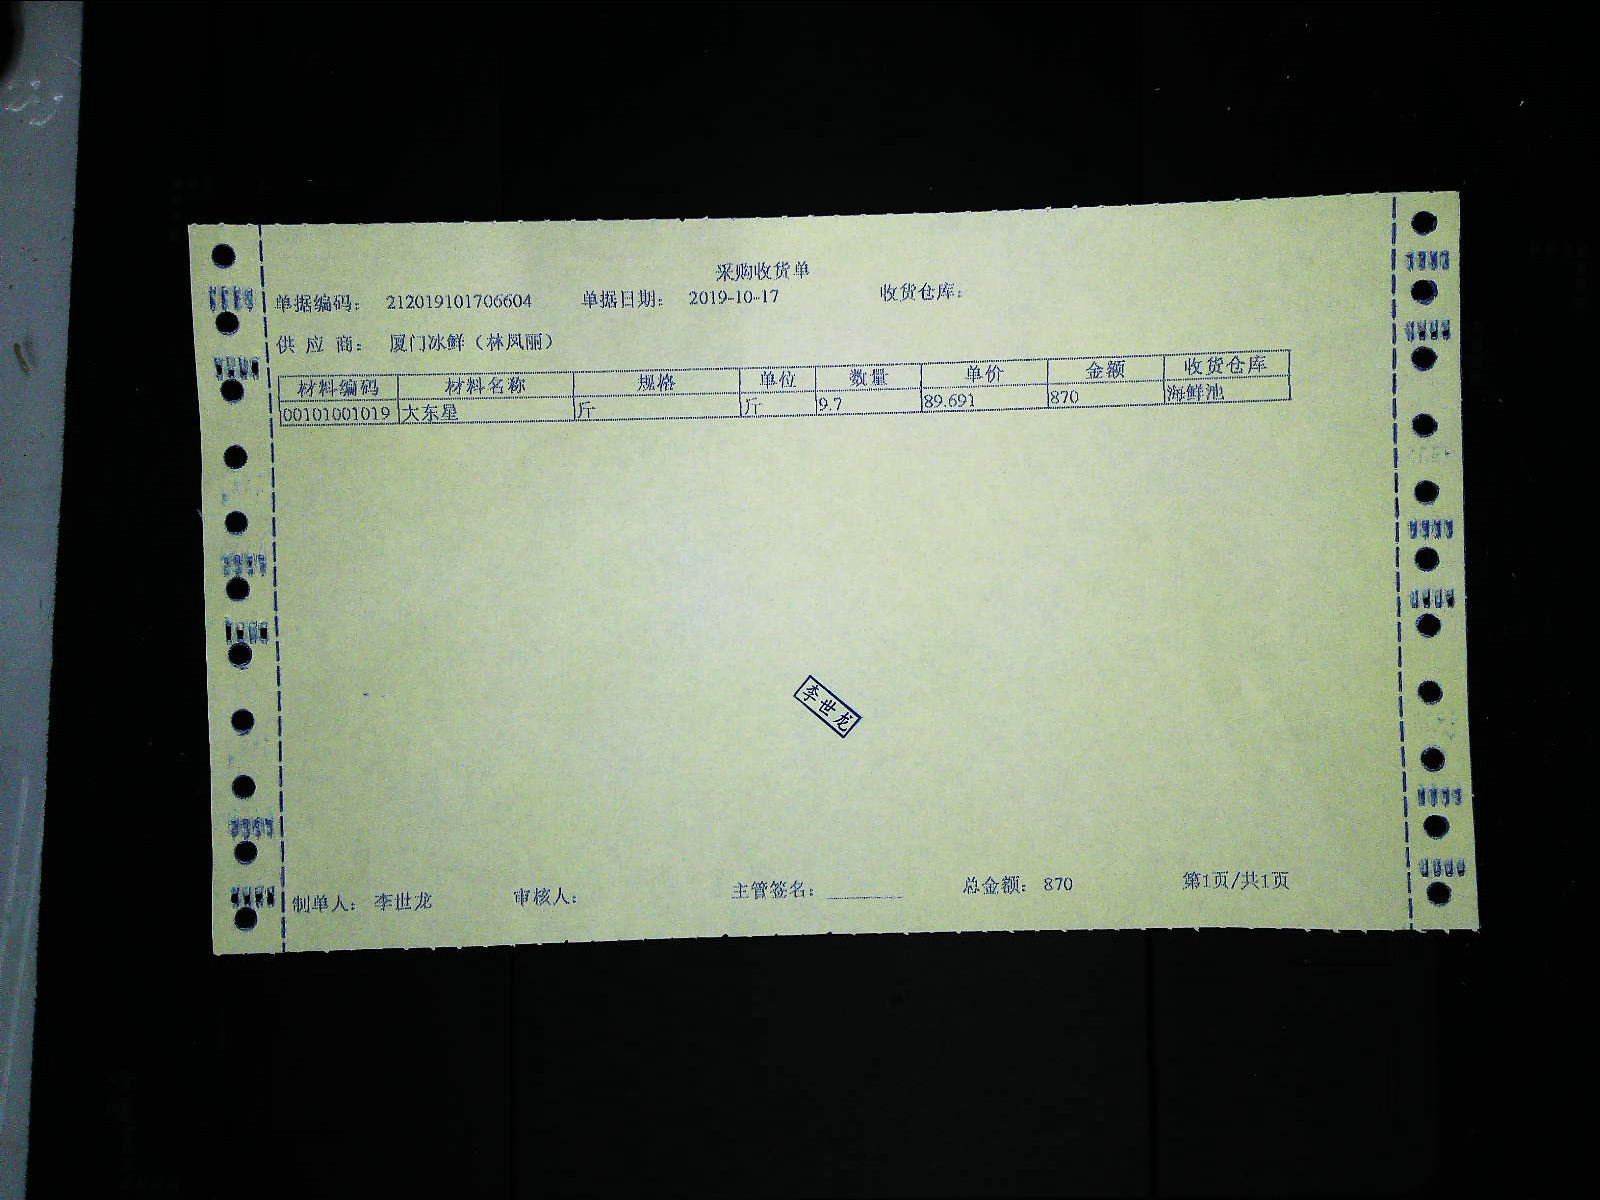 采购收货单
单据编码： 212019101706604 单据日期： 2019-10-17 收货仓库：
供 应 商： 厦门冰鲜（林凤丽）
材料编码 材料名称 规格 单位 数量 单价 金额 收货仓库
00101001019 大东星 斤 斤 9.7 89.691 870 海鲜池
李世龙
制单人： 李世龙 审核人： 主管签名： 总金额： 870 第1页/共1页